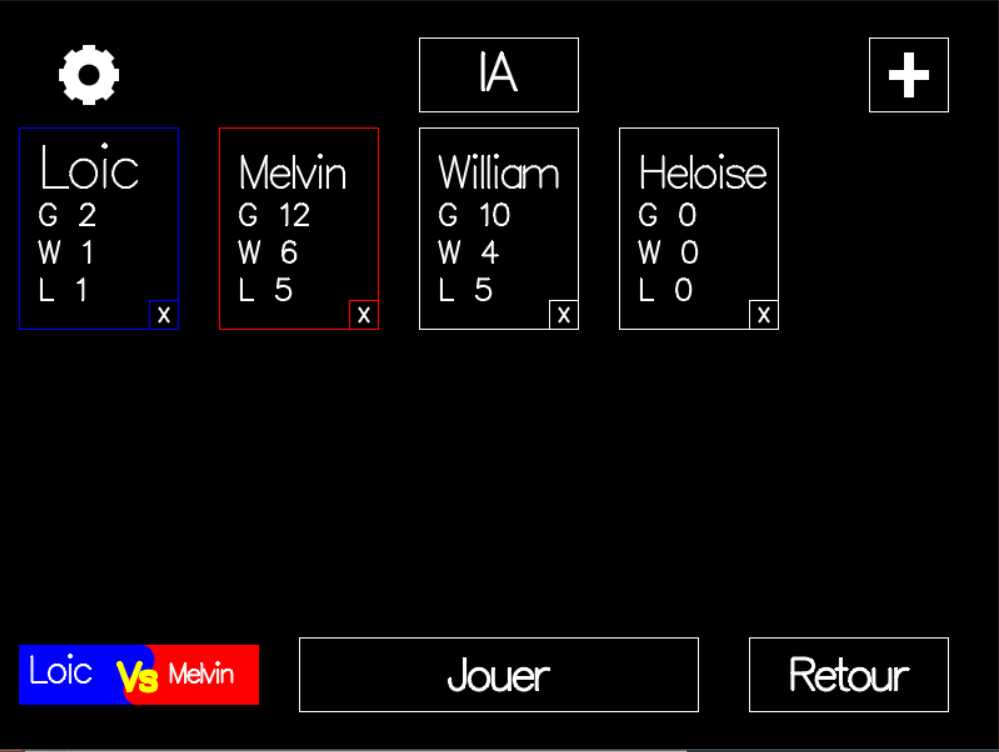 IA
Loic
G 2
W 1
L 1
X
Melvin
G 12
W 6
L 5
X
William
G 10
W 4
L 5
X
Heloise
G 0
W 0
L 0
X
Loic Vs Melvin
Jouer
Retour